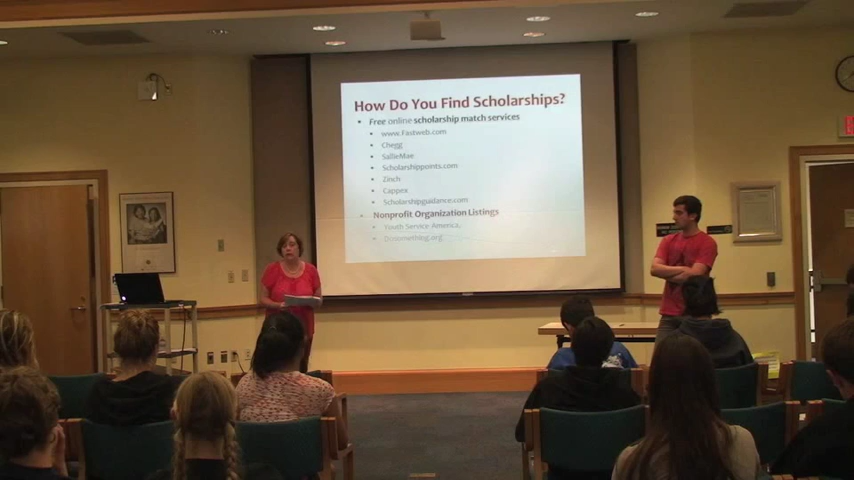 How Do You Find Scholarships?
Free online scholarship match services
www.Fastweb.com
Chegg
SallieMae
Scholarshippoints.com
Zinch
Cappex
Scholarshipguidance.com
Nonprofit Organization Listings
Youth Service America,
Dosomething.org